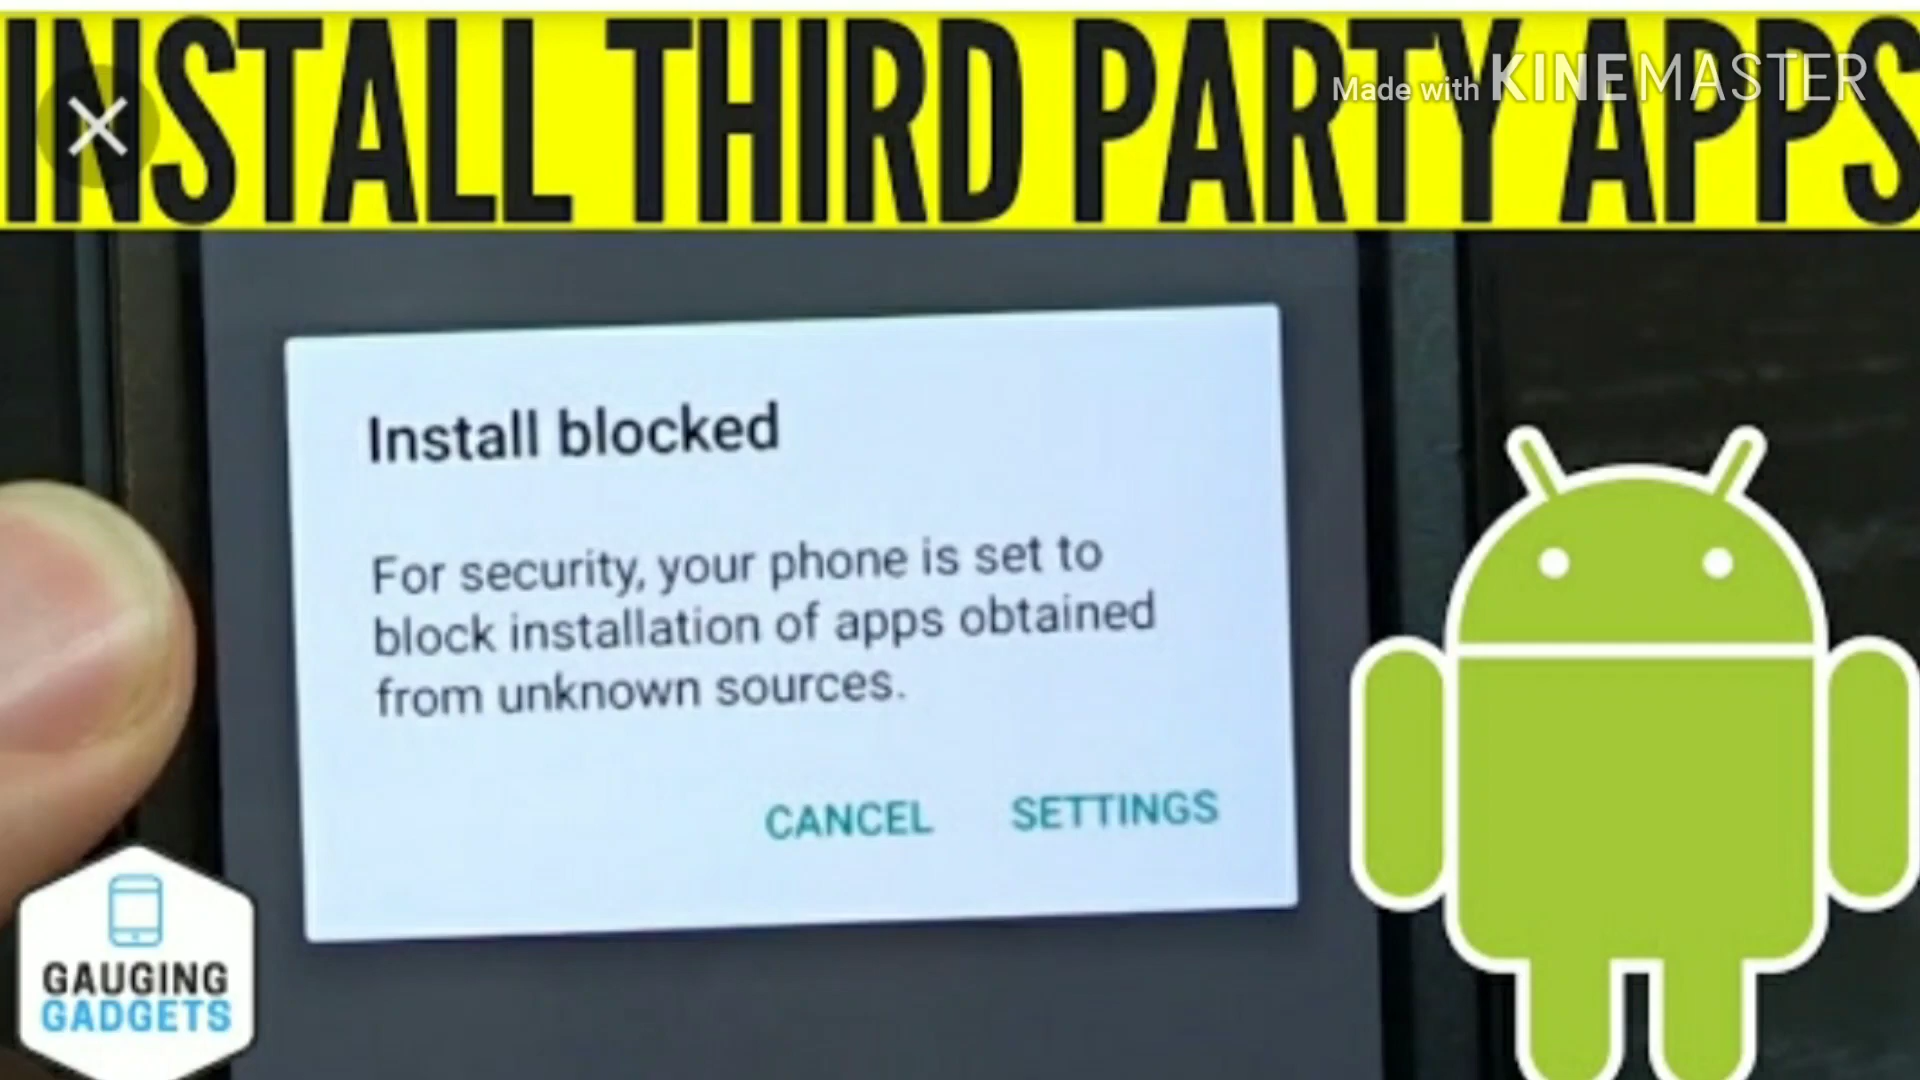 INSTALL THIRD PARTY APPS
Made with KINEMASTER
Install blocked
For security, your phone is set to
block installation of apps obtained
from unknown sources.
CANCEL SETTINGS
GAUGING
GADGETS